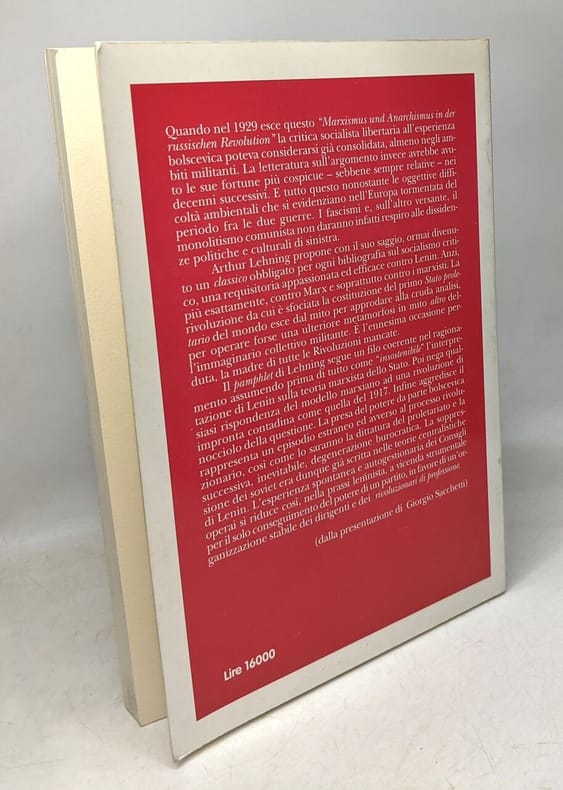 Quando nel 1929 esce questo "Marxismus und Anarchismus in der
russischen Revolution" la critica socialista libertaria all'esperienza
bolscevica poteva considerarsi già consolidata, almeno negli am-
biti militanti. La letteratura sull'argomento invece avrebbe avu-
to le sue fortune più cospicue – sebbene sempre relative – nei
decenni successivi. E tutto questo nonostante le oggettive diffi-
coltà ambientali che si evidenziano nell'Europa tormentata del
periodo fra le due guerre. I fascismi e, sull'altro versante, il
monolitismo comunista non daranno infatti respiro alle dissiden-
ze politiche e culturali di sinistra.
Arthur Lehning propone con il suo saggio, ormai divenu-
to un classico obbligato per ogni bibliografia sul socialismo criti-
co, una requisitoria appassionata ed efficace contro Lenin. Anzi,
più esattamente, contro Marx e soprattutto contro i marxisti. La
rivoluzione da cui è sfociata la costituzione del primo Stato prole-
tario del mondo esce dal mito per approdare alla cruda analisi,
per operare forse una ulteriore metamorfosi in mito altro del-
l'immaginario collettivo militante. È l'ennesima occasione per-
duta, la madre di tutte le Rivoluzioni mancate.
Il pamphlet di Lehning segue un filo coerente nel ragiona-
mento assumendo prima di tutto come "insostenibile" l'interpre-
tazione di Lenin sulla teoria marxista dello Stato. Poi nega qual-
siasi rispondenza del modello marxiano ad una rivoluzione di
impronta contadina come quella del 1917. Infine aggredisce il
nocciolo della questione. La presa del potere da parte bolscevica
rappresenta un episodio estraneo ed avverso al processo rivolu-
zionario, così come lo saranno la dittatura del proletariato e la
successiva, inevitabile, degenerazione burocratica. La soppres-
sione dei soviet era dunque già scritta nelle teorie centralistiche
di Lenin. L'esperienza spontanea e autogestionaria dei Consigli
operai si riduce così, nella prassi leninista, a vicenda strumentale
per il solo conseguimento del potere di un partito, in favore di un'or-
ganizzazione stabile dei dirigenti e dei rivoluzionari di professione.
(dalla presentazione di Giorgio Sacchetti)
Lire 16000